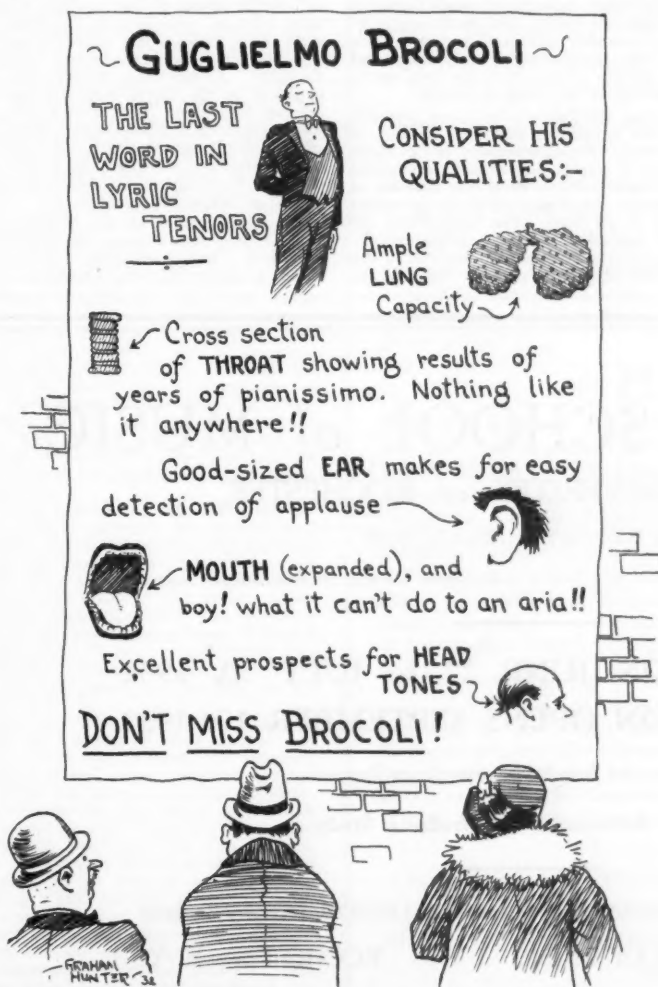 GUGLIELMO BROCOLI
THE LAST
WORD IN
LYRIC
TENORS
CONSIDER HIS
QUALITIES:-
Ample
LUNG
Capacity
Cross section
of THROAT showing results of
years of pianissimo. Nothing like
it anywhere!!
Good-sized EAR makes for easy
detection of applause
MOUTH (expanded), and
boy! what it can't do to an aria!!
Excellent prospects for HEAD
TONES
DON'T MISS BROCOLI!
GRAHAM
HUNTER